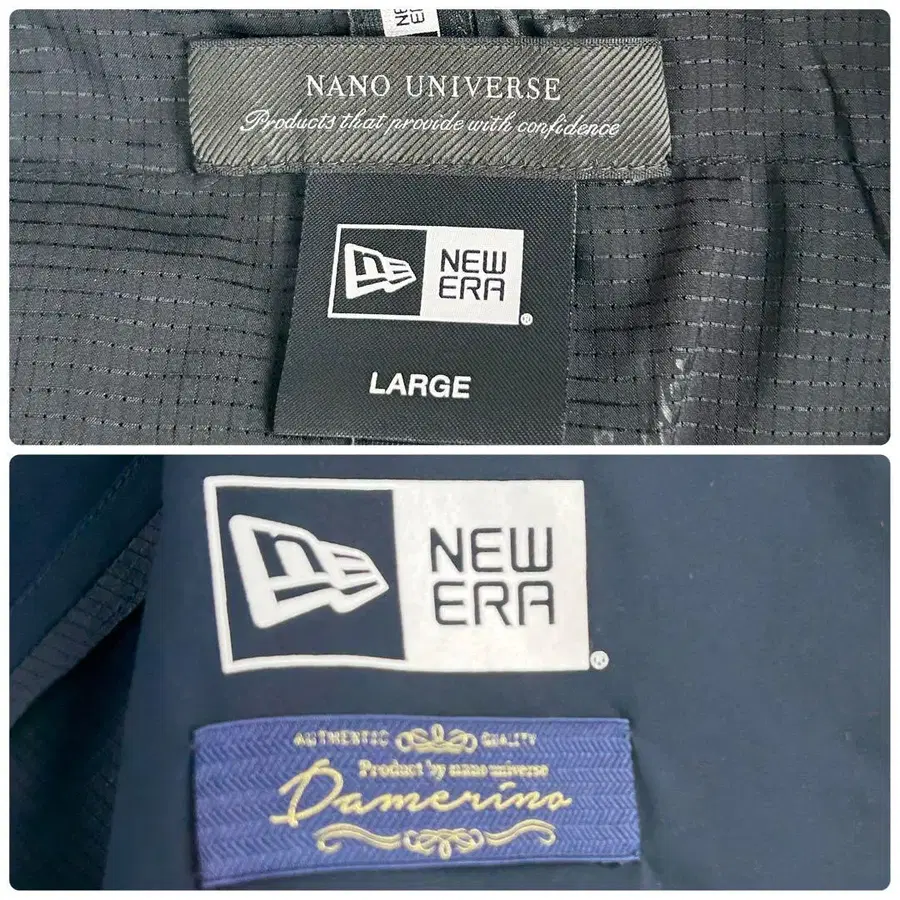 NE
NANO UNIVERSE
Products that provide with confidence
NEW
ERA
®
LARGE
NEW
ERA
AUTHENTIC QUALITY
Product by nano universe
Damerino